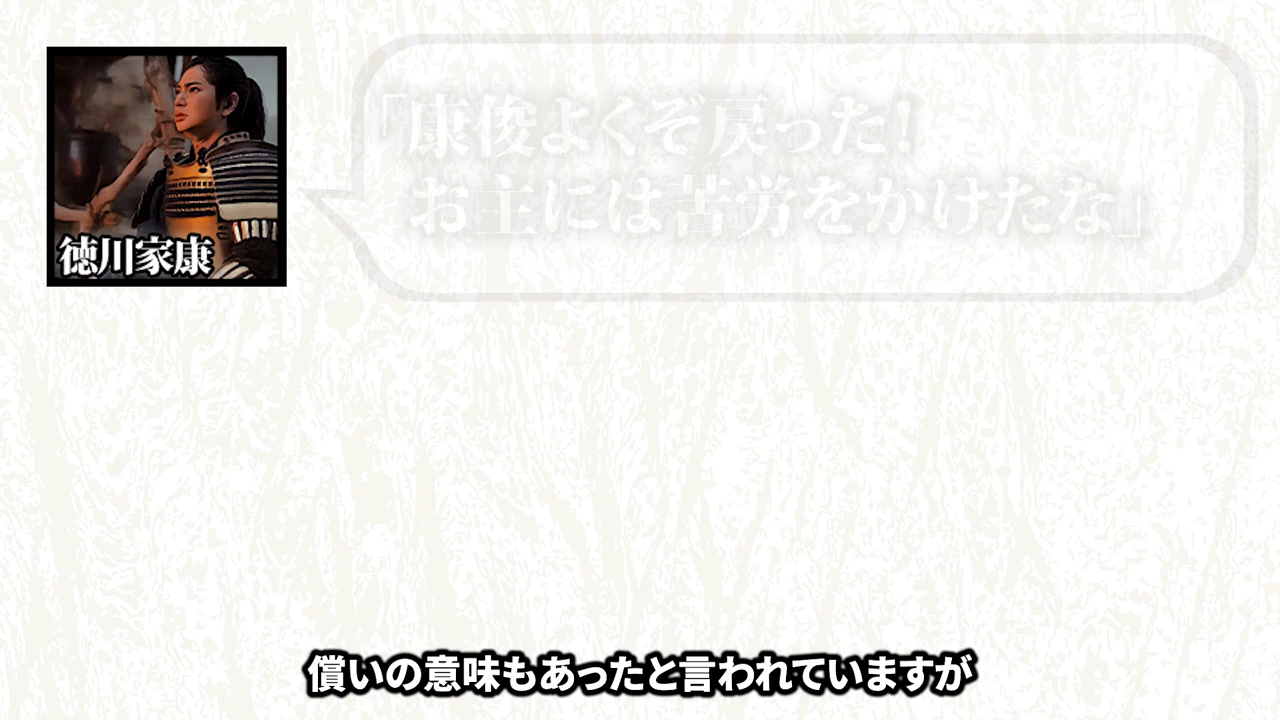 「康俊よくぞ戻った！
お主には苦労をかけたな」
徳川家康
償いの意味もあったと言われていますが